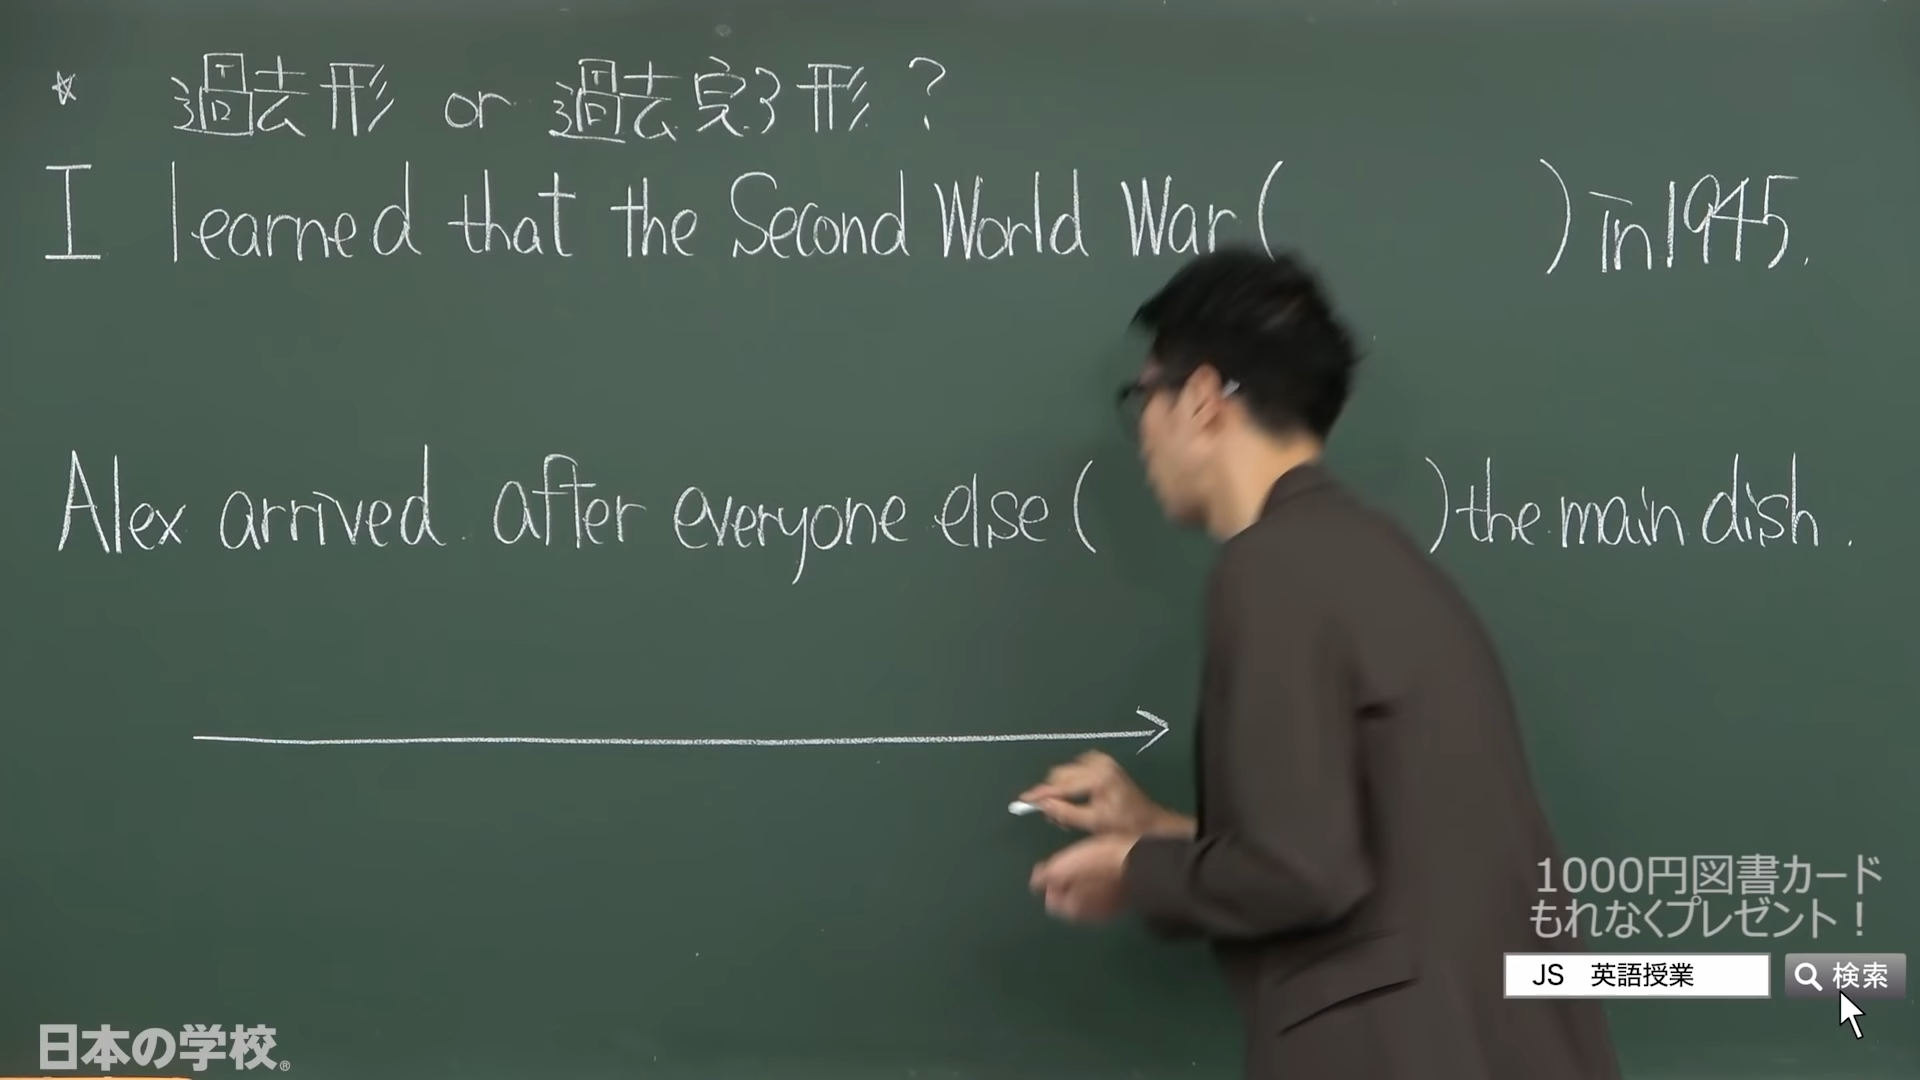 * 過去形 or 過去完了形?
I learned that the Second World War ( ) in 1945.
Alex arrived after everyone else ( ) the main dish.
1000円図書カード
もれなくプレゼント!
JS 英語授業
検索
日本の学校®